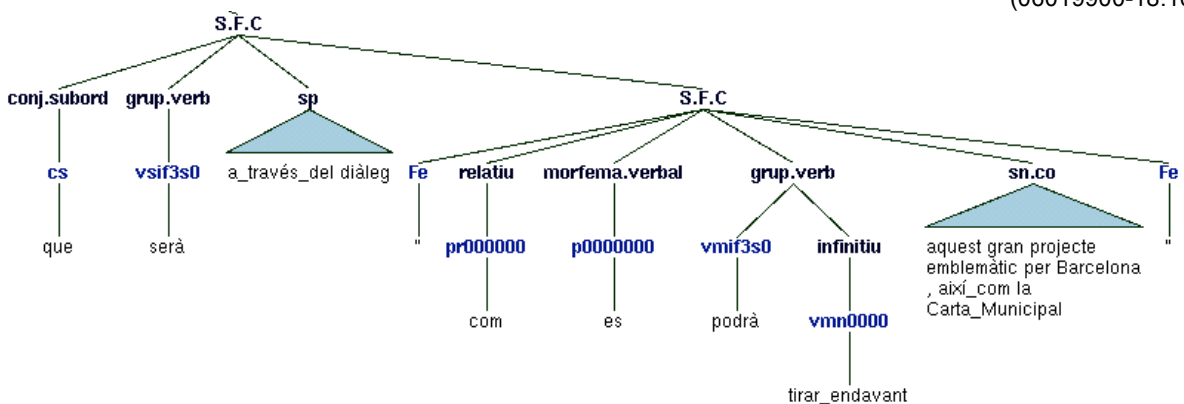 S.F.C
conj.subord grup.verb sp S.F.C
cs vsif3s0 a_través_del diàleg Fe relatiu morfema.verbal grup.verb sn.co Fe
que serà " pr000000 p0000000 vmif3s0 infinitiu aquest gran projecte "
emblemàtic per Barcelona
, així_com la
Carta_Municipal
com es podrà vmn0000
tirar_endavant